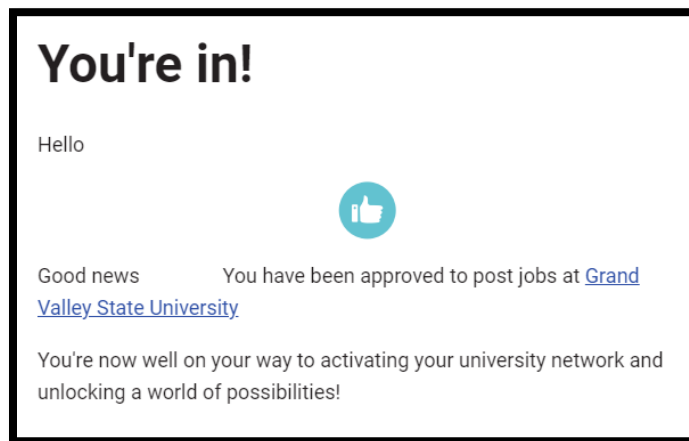 You're in!
Hello
Good news You have been approved to post jobs at Grand
Valley State University
You're now well on your way to activating your university network and
unlocking a world of possibilities!